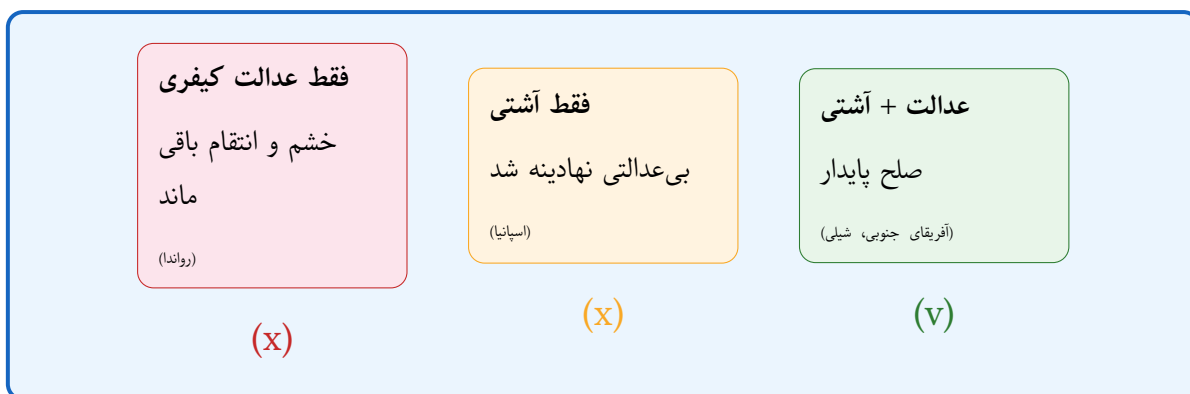 عدالت + آشتی
صلح پایدار
(آفریقای جنوبی، شیلی)
(v)
فقط آشتی
بی‌عدالتی نهادینه شد
(اسپانیا)
(x)
فقط عدالت کیفری
خشم و انتقام باقی
ماند
(رواندا)
(x)